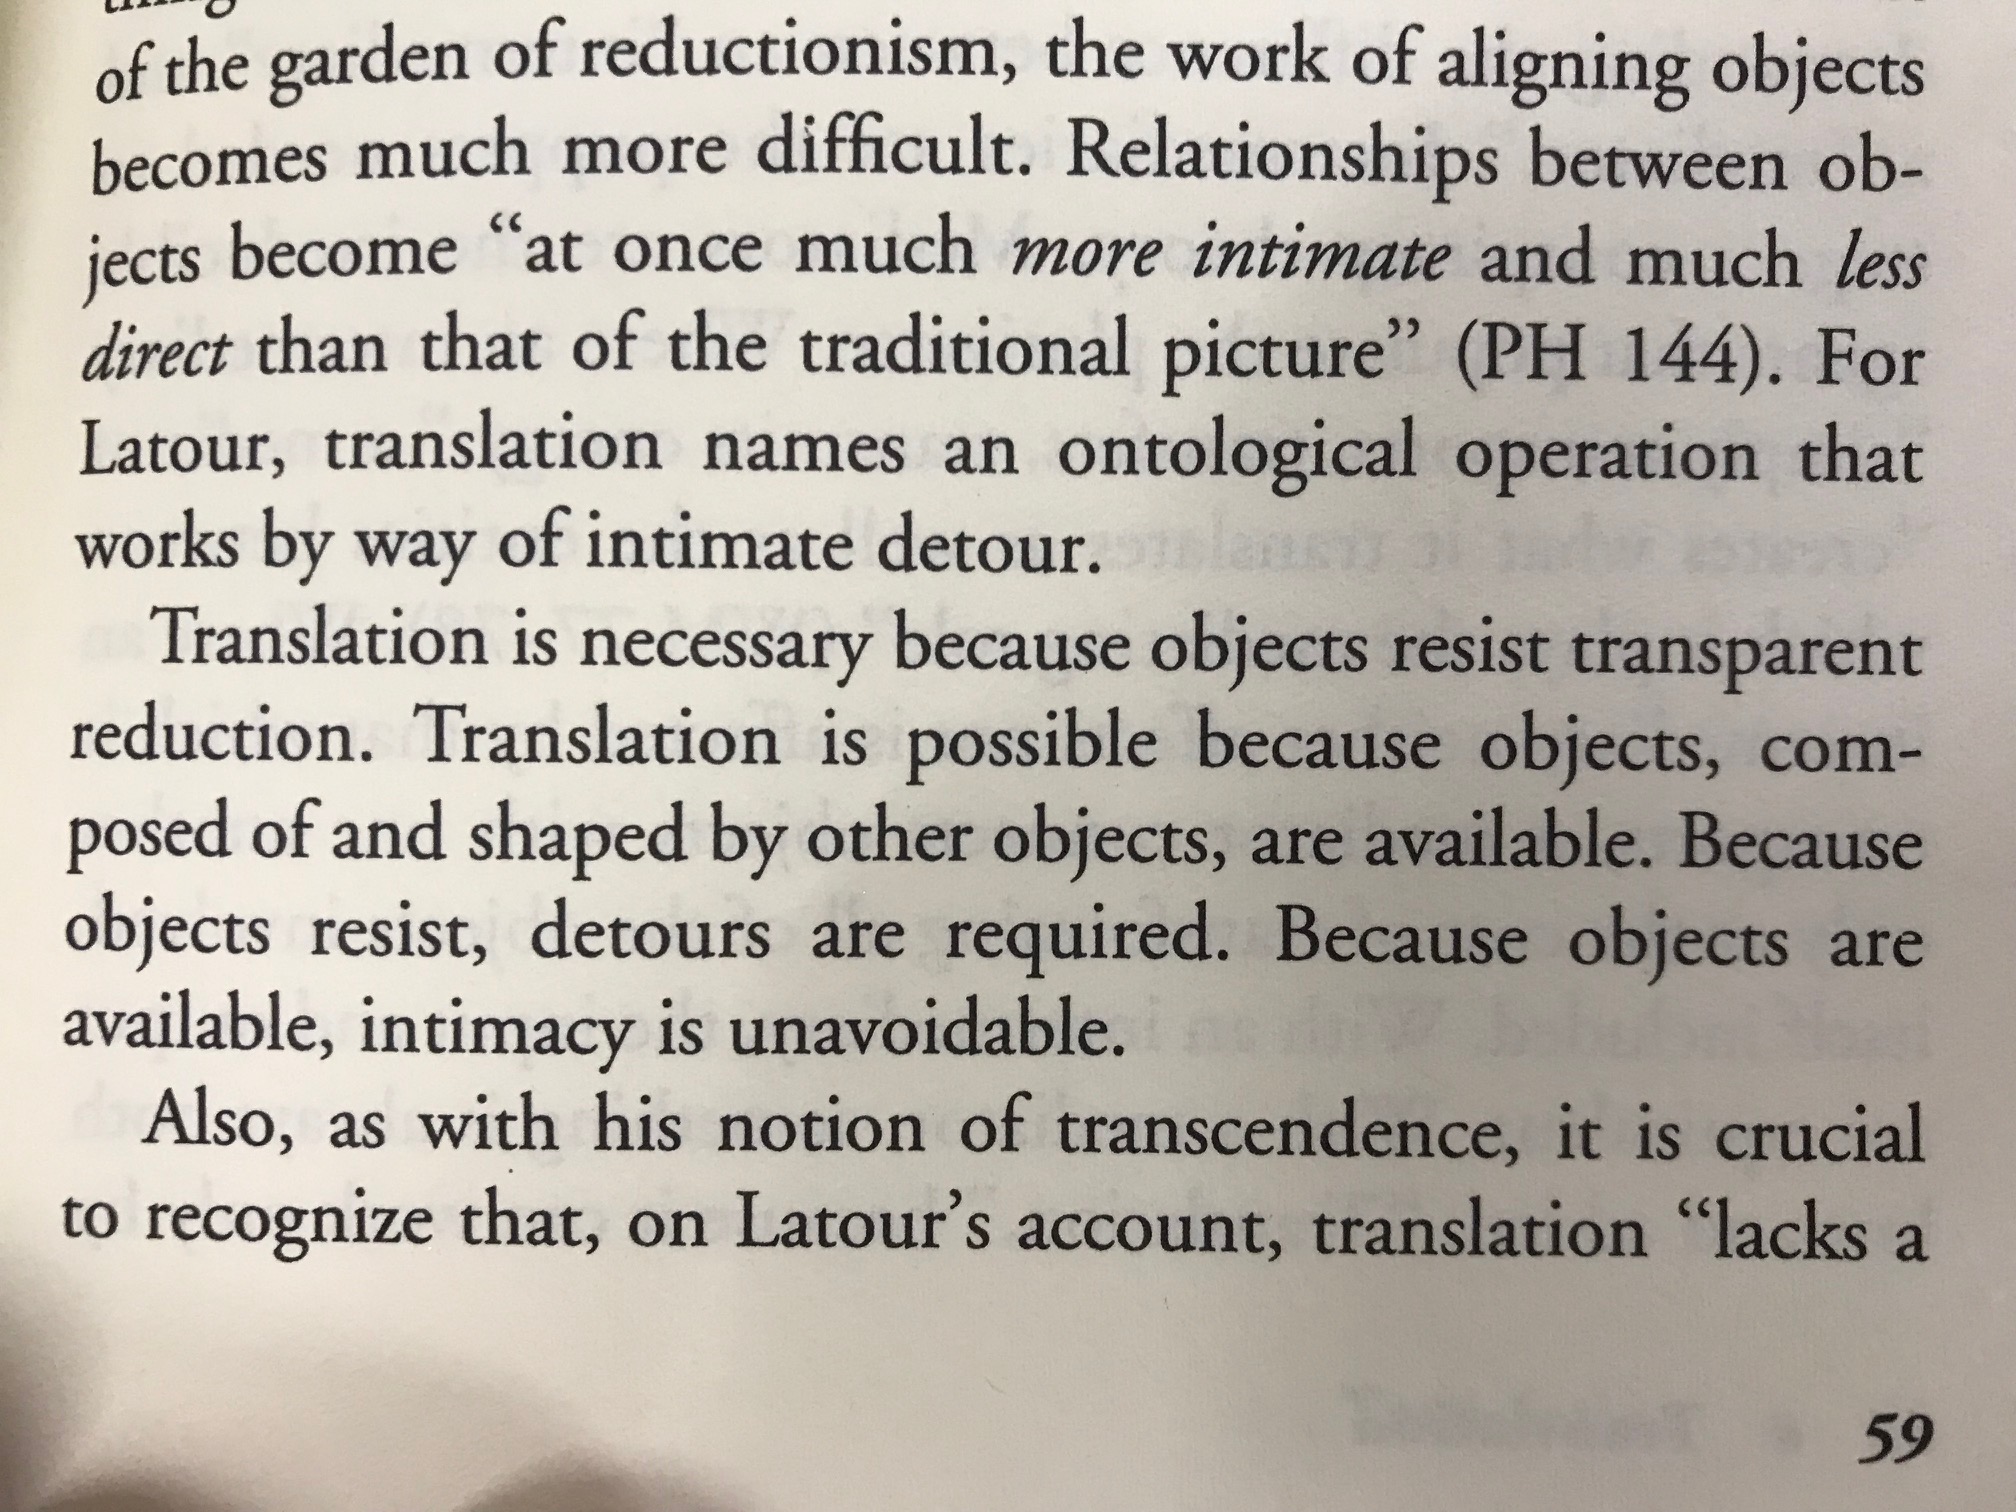 of the garden of reductionism, the work of aligning objects
becomes much more difficult. Relationships between ob-
jects become “at once much more intimate and much less
direct than that of the traditional picture” (PH 144). For
Latour, translation names an ontological operation that
works by way of intimate detour.
Translation is necessary because objects resist transparent
reduction. Translation is possible because objects, com-
posed of and shaped by other objects, are available. Because
objects resist, detours are required. Because objects are
available, intimacy is unavoidable.
Also, as with his notion of transcendence, it is crucial
to recognize that, on Latour’s account, translation “lacks a
59